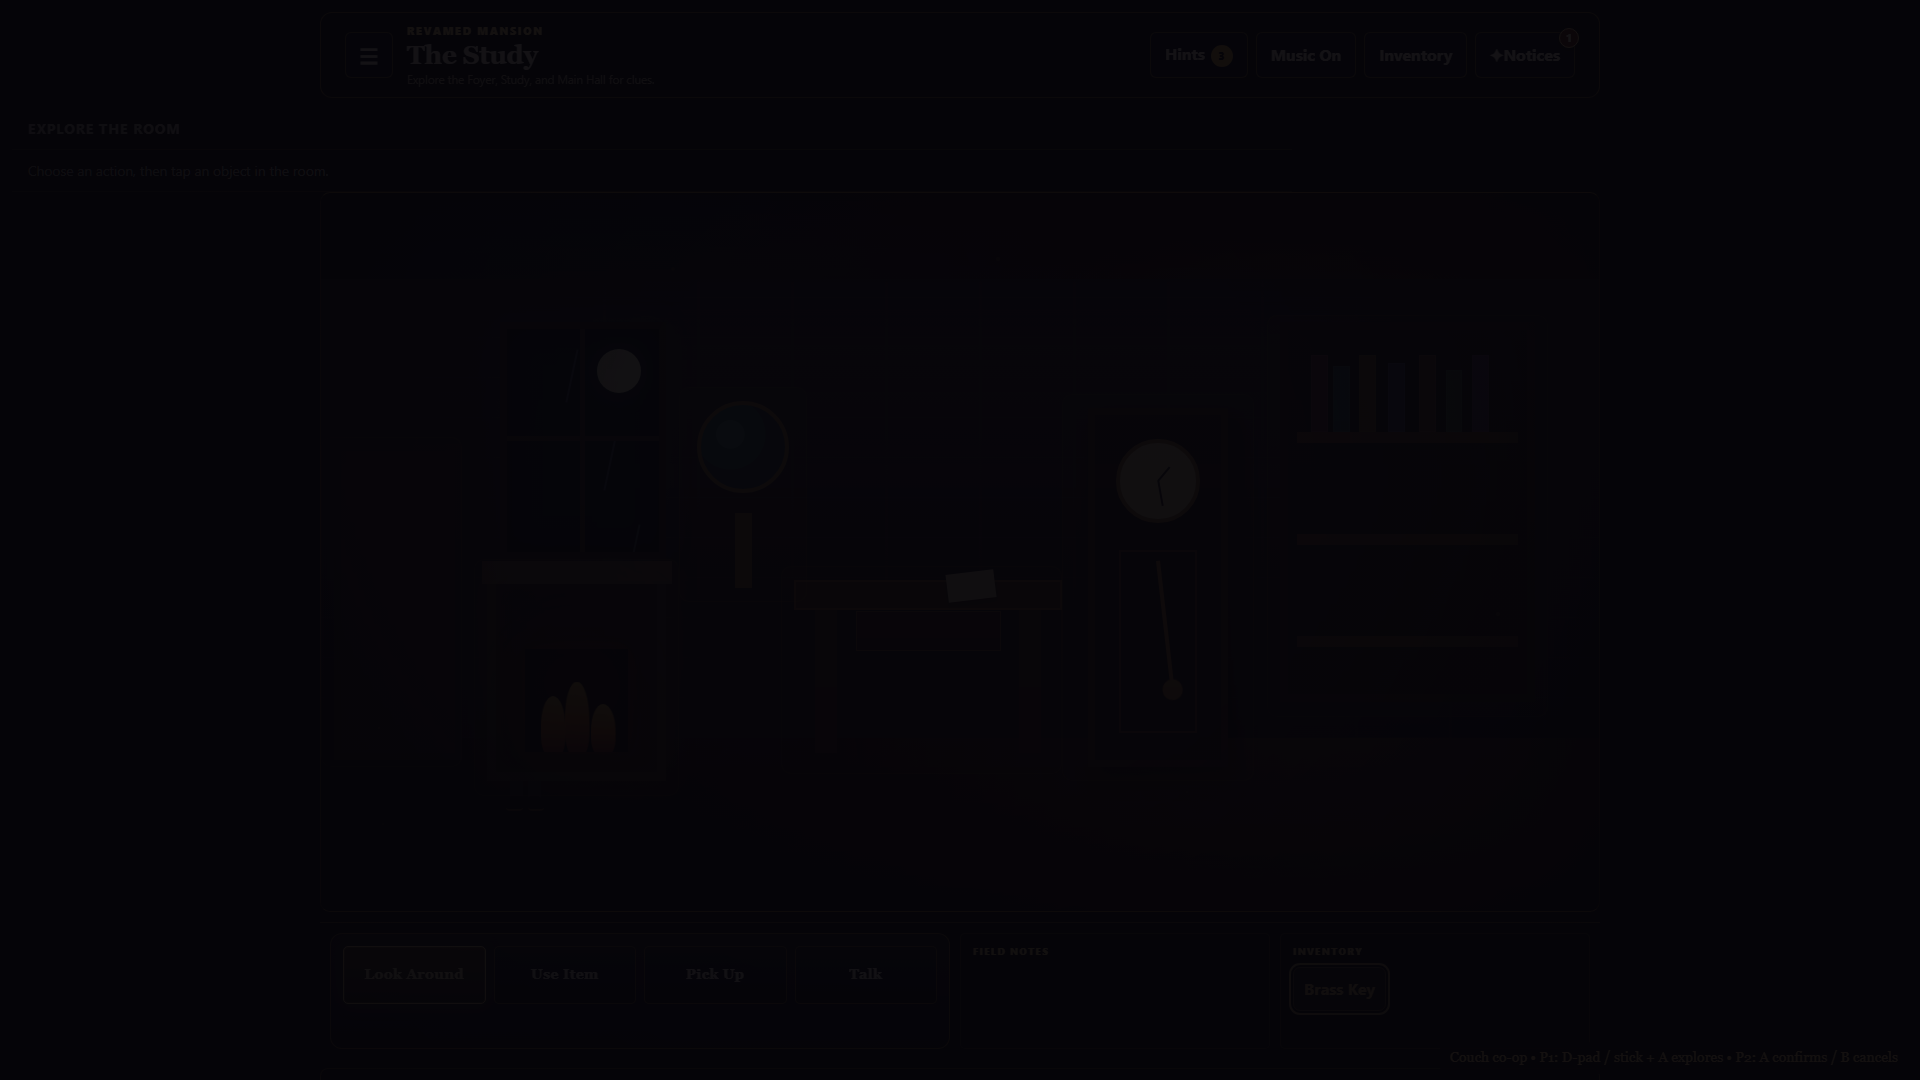 REVAMED MANSION
The Study
Explore the Foyer, Study, and Main Hall for clues.
Hints 3
Music On
Inventory
✦Notices
1
EXPLORE THE ROOM
Choose an action, then tap an object in the room.
Look Around
Use Item
Pick Up
Talk
FIELD NOTES
INVENTORY
Brass Key
Couch co-op • P1: D-pad / stick + A explores • P2: A confirms / B cancels